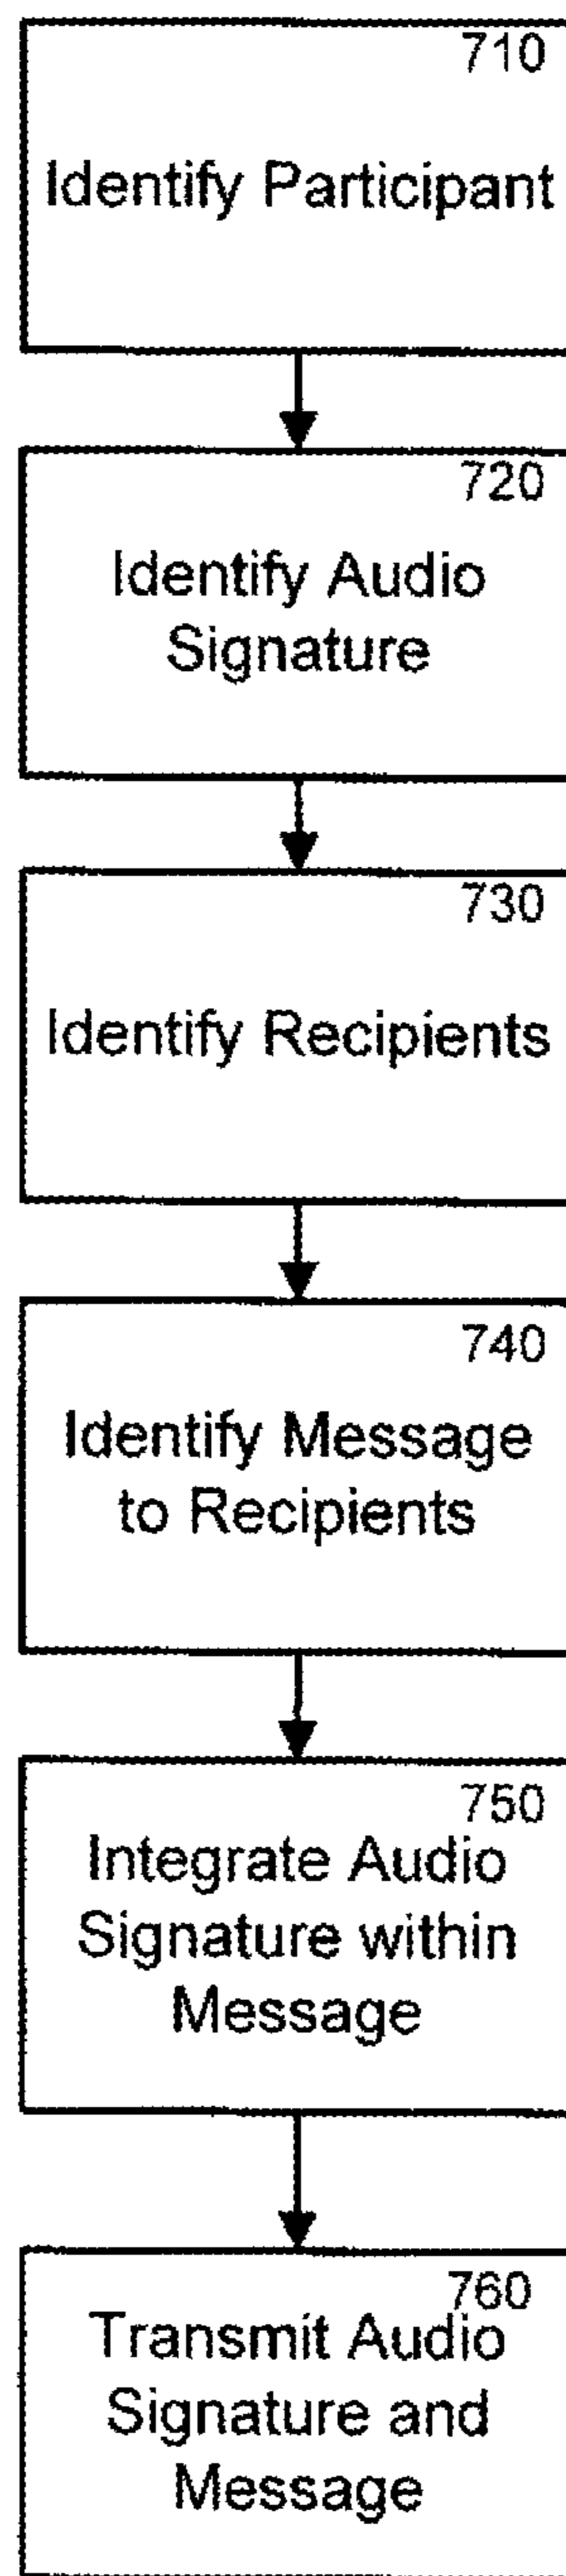 710
Identify Participant
720
Identify Audio
Signature
730
Identify Recipients
740
Identify Message
to Recipients
750
Integrate Audio
Signature within
Message
760
Transmit Audio
Signature and
Message